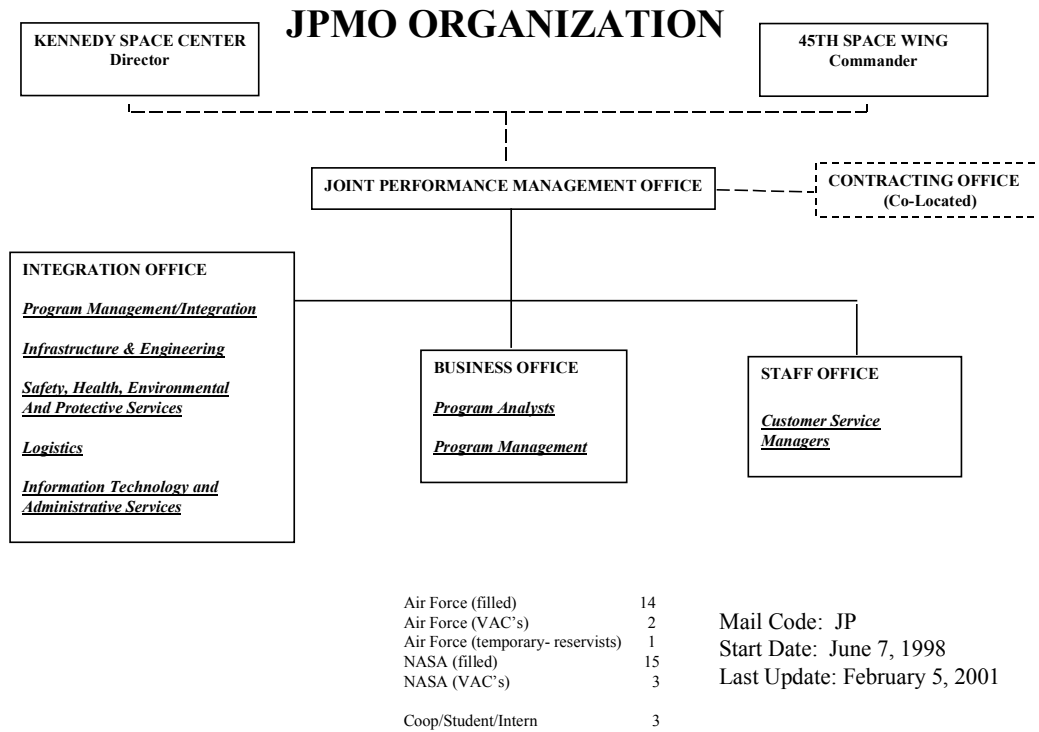 JPMO ORGANIZATION
KENNEDY SPACE CENTER
Director
45TH SPACE WING
Commander
JOINT PERFORMANCE MANAGEMENT OFFICE
CONTRACTING OFFICE
(Co-Located)
INTEGRATION OFFICE
Program Management/Integration
Infrastructure & Engineering
Safety, Health, Environmental
And Protective Services
Logistics
Information Technology and
Administrative Services
BUSINESS OFFICE
Program Analysts
Program Management
STAFF OFFICE
Customer Service
Managers
Air Force (filled) 14
Air Force (VAC's) 2
Air Force (temporary- reservists) 1
NASA (filled) 15
NASA (VAC's) 3
Coop/Student/Intern 3
Mail Code: JP
Start Date: June 7, 1998
Last Update: February 5, 2001